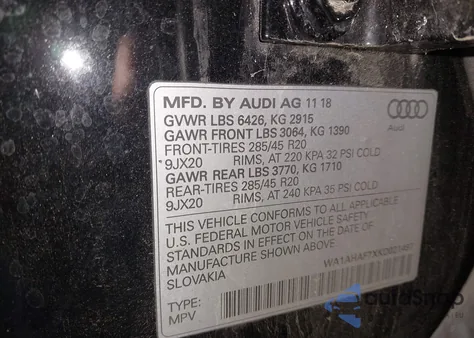 MFD. BY AUDI AG 11 18
GVWR LBS 6426, KG 2915
GAWR FRONT LBS 3064, KG 1390
FRONT-TIRES 285/45 R20
9JX20 RIMS, AT 220 KPA 32 PSI COLD
GAWR REAR LBS 3770, KG 1710
REAR-TIRES 285/45 R20
9JX20 RIMS, AT 240 KPA 35 PSI COLD
Audi
THIS VEHICLE CONFORMS TO ALL APPLICABLE
U.S. FEDERAL MOTOR VEHICLE SAFETY
STANDARDS IN EFFECT ON THE DATE OF
MANUFACTURE SHOWN ABOVE.
SLOVAKIA
TYPE:
MPV